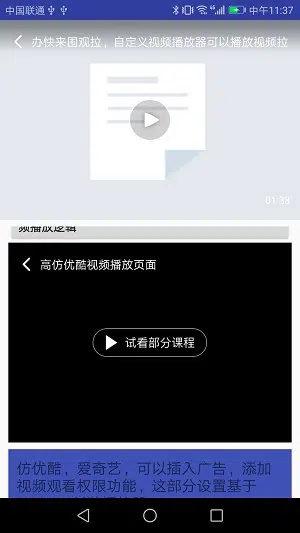 中国联通 中午11:37
办快来围观拉，自定义视频播放器可以播放视频拉
01:33
频播放逻辑
高仿优酷视频播放页面
试看部分课程
仿优酷，爱奇艺，可以插入广告，添加
视频观看权限功能，这部分设置基于